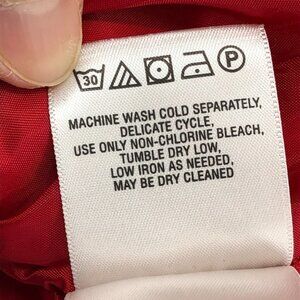 30 P
MACHINE WASH COLD SEPARATELY,
DELICATE CYCLE,
USE ONLY NON-CHLORINE BLEACH,
TUMBLE DRY LOW,
LOW IRON AS NEEDED,
MAY BE DRY CLEANED